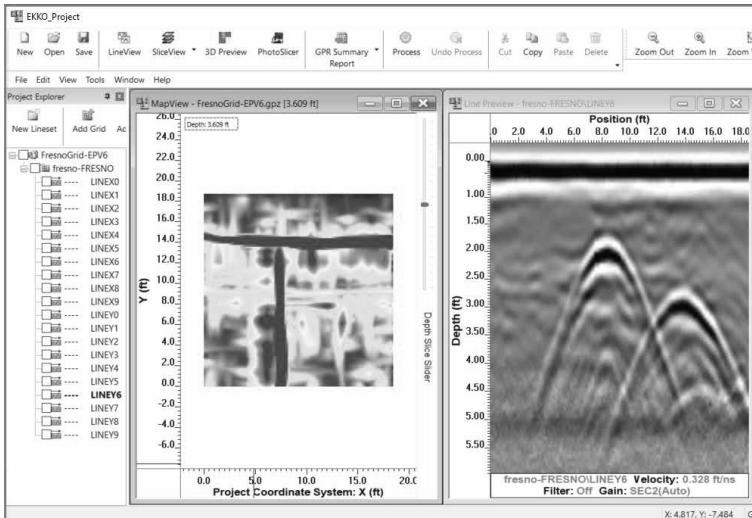 EKKO_Project
New Open Save LineView SliceView 3D Preview PhotoSlicer GPR Summary Report Process Undo Process Cut Copy Paste Delete Zoom Out Zoom In Zoom
File Edit View Tools Window Help
Project Explorer
New Lineset Add Grid Ac
FresnoGrid-EPV6
fresno-FRESNO
LINEX0
LINEX1
LINEX2
LINEX3
LINEX4
LINEX5
LINEX6
LINEX7
LINEX8
LINEX9
LINEY0
LINEY1
LINEY2
LINEY3
LINEY4
LINEY5
LINEY6
LINEY7
LINEY8
LINEY9
MapView - FresnoGrid-EPV6.gpz [3.609 ft]
Depth: 3.609 ft
26.0
24.0
22.0
20.0
18.0
16.0
14.0
12.0
10.0
8.0
6.0
4.0
2.0
0.0
-2.0
-4.0
-6.0
Y (ft)
0.0 5.0 10.0 15.0 20.0
Project Coordinate System: X (ft)
Depth Slice Slider
Line Preview - fresno-FRESNO\LINEY6
Position (ft)
0.0 2.0 4.0 6.0 8.0 10.0 12.0 14.0 16.0 18.0
0.00
1.00
1.50
2.00
2.50
3.00
3.50
4.00
4.50
5.00
5.50
Depth (ft)
fresno-FRESNO\LINEY6 Velocity: 0.328 ft/ns
Filter: Off Gain: SEC2(Auto)
X: 4.817, Y: -7.484